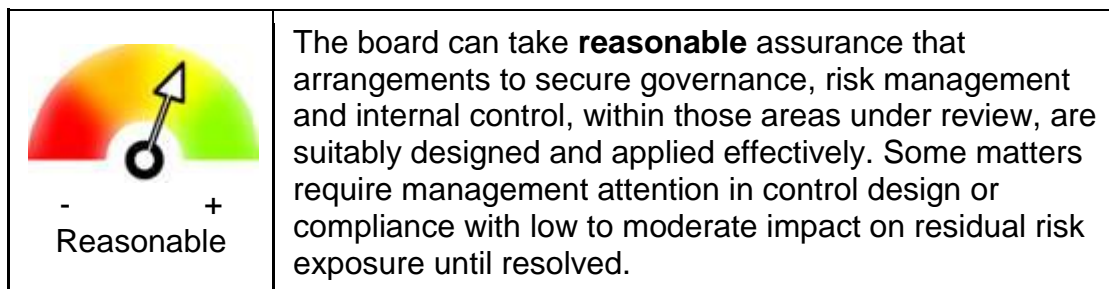 - +
Reasonable
The board can take reasonable assurance that
arrangements to secure governance, risk management
and internal control, within those areas under review, are
suitably designed and applied effectively. Some matters
require management attention in control design or
compliance with low to moderate impact on residual risk
exposure until resolved.